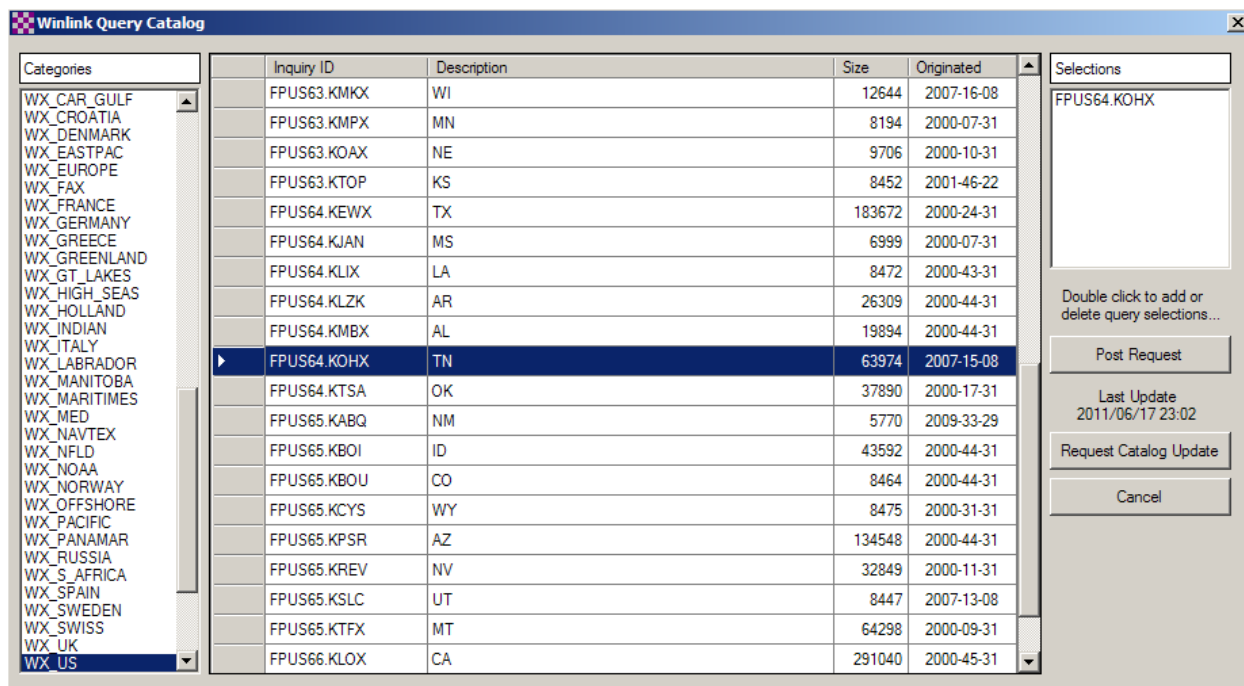 Winlink Query Catalog
Categories
WX_CAR_GULF
WX_CROATIA
WX_DENMARK
WX_EASTPAC
WX_EUROPE
WX_FAX
WX_FRANCE
WX_GERMANY
WX_GREECE
WX_GREENLAND
WX_GT_LAKES
WX_HIGH_SEAS
WX_HOLLAND
WX_INDIAN
WX_ITALY
WX_LABRADOR
WX_MANITOBA
WX_MARITIMES
WX_MED
WX_NAVTEX
WX_NFLD
WX_NOAA
WX_NORWAY
WX_OFFSHORE
WX_PACIFIC
WX_PANAMAR
WX_RUSSIA
WX_S_AFRICA
WX_SPAIN
WX_SWEDEN
WX_SWISS
WX_UK
WX_US
Inquiry ID Description Size Originated
FPUS63.KMKX WI 12644 2007-16-08
FPUS63.KMPX MN 8194 2000-07-31
FPUS63.KOAX NE 9706 2000-10-31
FPUS63.KTOP KS 8452 2001-46-22
FPUS64.KEWX TX 183672 2000-24-31
FPUS64.KJAN MS 6999 2000-07-31
FPUS64.KLIX LA 8472 2000-43-31
FPUS64.KLZK AR 26309 2000-44-31
FPUS64.KMBX AL 19894 2000-44-31
FPUS64.KOHX TN 63974 2007-15-08
FPUS64.KTSA OK 37890 2000-17-31
FPUS65.KABQ NM 5770 2009-33-29
FPUS65.KBOI ID 43592 2000-44-31
FPUS65.KBOU CO 8464 2000-44-31
FPUS65.KCYS WY 8475 2000-31-31
FPUS65.KPSR AZ 134548 2000-44-31
FPUS65.KREV NV 32849 2000-11-31
FPUS65.KSLC UT 8447 2007-13-08
FPUS65.KTFX MT 64298 2000-09-31
FPUS66.KLOX CA 291040 2000-45-31
Selections
FPUS64.KOHX
Double click to add or
delete query selections...
Post Request
Last Update
2011/06/17 23:02
Request Catalog Update
Cancel